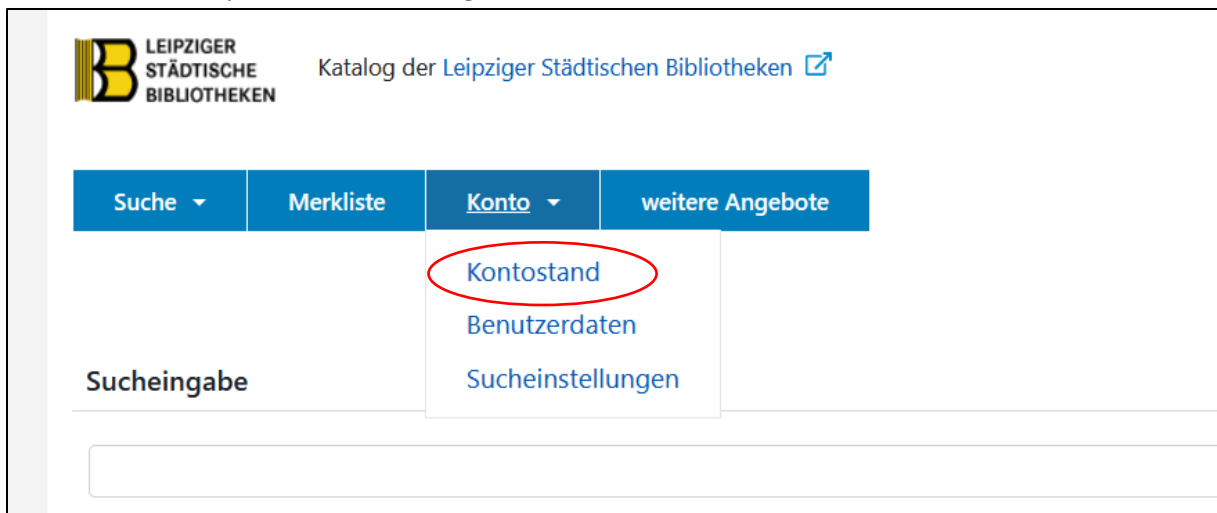 LEIPZIGER
STÄDTISCHE
BIBLIOTHEKEN
Katalog der Leipziger Städtischen Bibliotheken
Suche Merkliste Konto weitere Angebote
Kontostand
Benutzerdaten
Sucheinstellungen
Sucheingabe